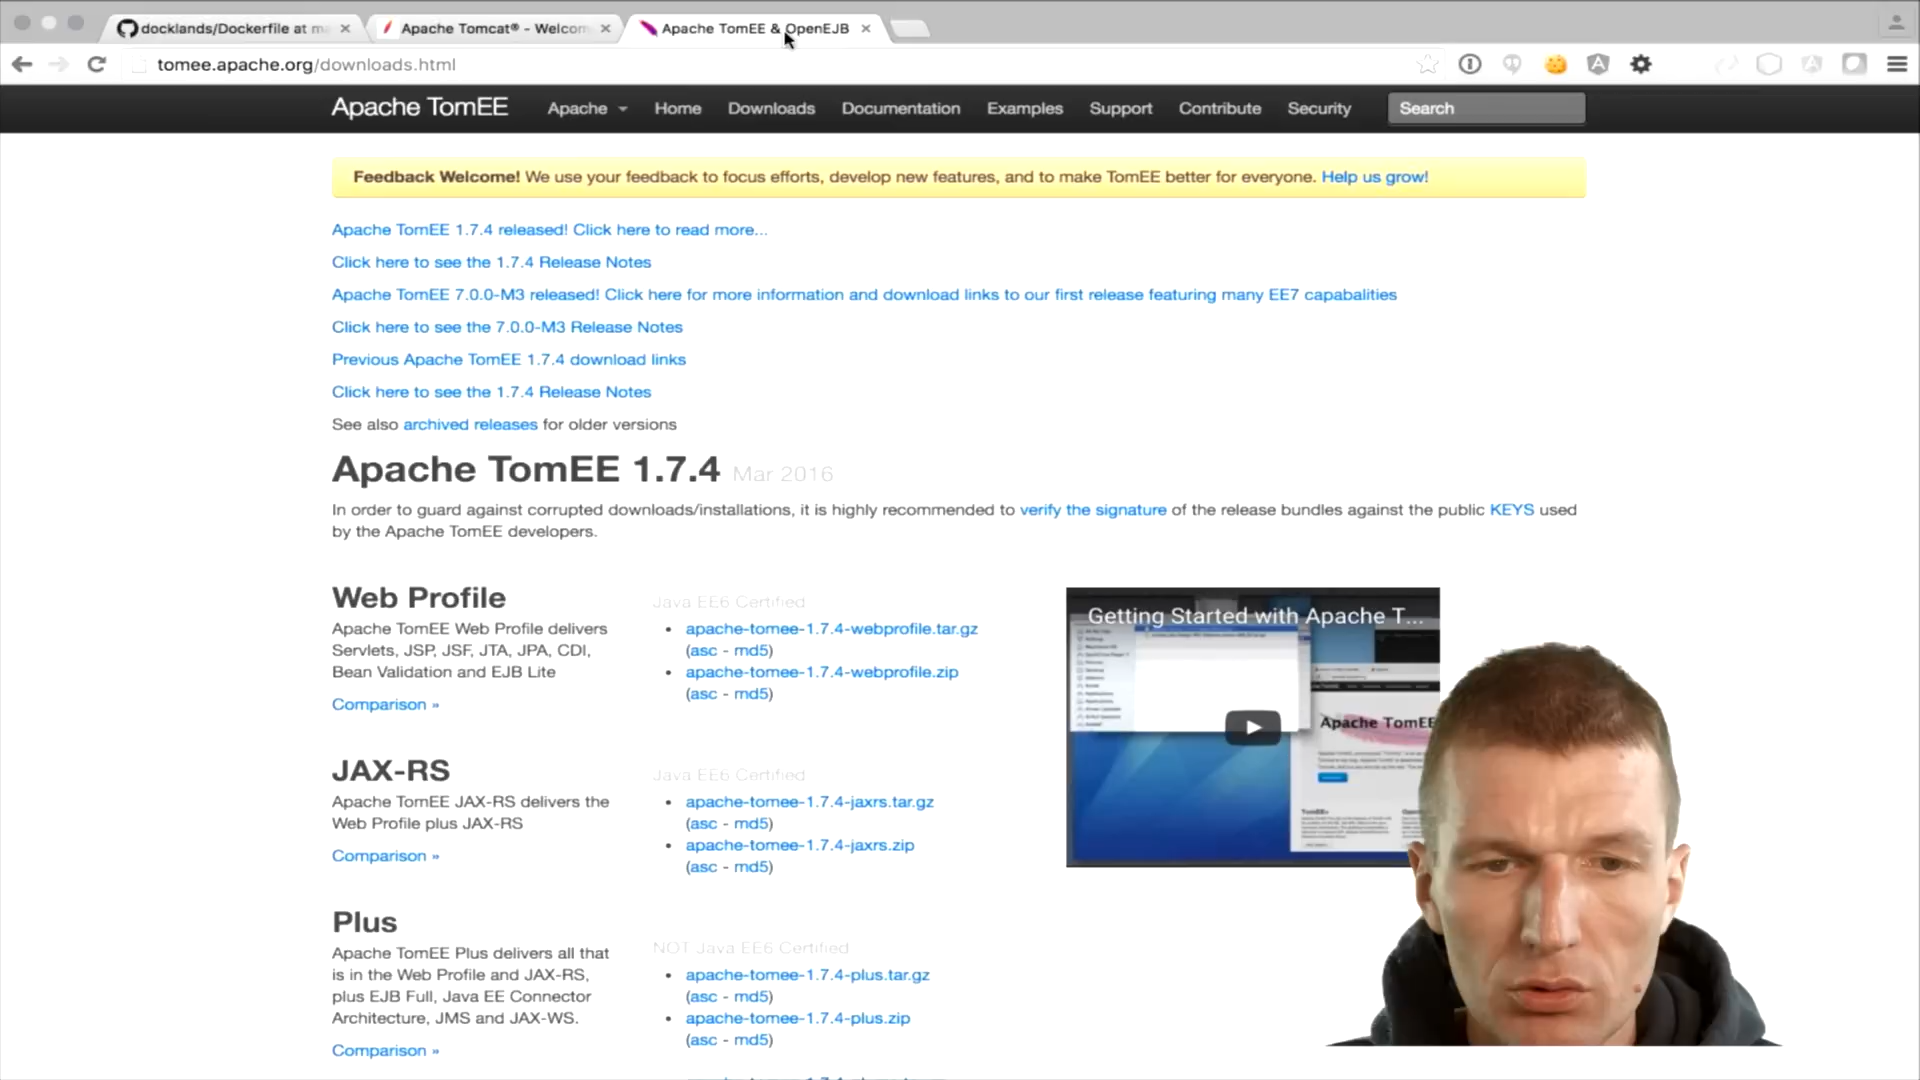 docklands/Dockerfile at ma
Apache Tomcat® - Welcom
Apache TomEE & OpenEJB
tomee.apache.org/downloads.html
Apache TomEE
Apache
Home
Downloads
Documentation
Examples
Support
Contribute
Security
Search
Feedback Welcome! We use your feedback to focus efforts, develop new features, and to make TomEE better for everyone. Help us grow!
Apache TomEE 1.7.4 released! Click here to read more...
Click here to see the 1.7.4 Release Notes
Apache TomEE 7.0.0-M3 released! Click here for more information and download links to our first release featuring many EE7 capabalities
Click here to see the 7.0.0-M3 Release Notes
Previous Apache TomEE 1.7.4 download links
Click here to see the 1.7.4 Release Notes
See also archived releases for older versions
Apache TomEE 1.7.4 Mar 2016
In order to guard against corrupted downloads/installations, it is highly recommended to verify the signature of the release bundles against the public KEYS used
by the Apache TomEE developers.
Web Profile
Apache TomEE Web Profile delivers
Servlets, JSP, JSF, JTA, JPA, CDI,
Bean Validation and EJB Lite
Comparison »
Java EE6 Certified
• apache-tomee-1.7.4-webprofile.tar.gz
(asc - md5)
• apache-tomee-1.7.4-webprofile.zip
(asc - md5)
Getting Started with Apache T...
Apache TomEE
JAX-RS
Apache TomEE JAX-RS delivers the
Web Profile plus JAX-RS
Comparison »
Java EE6 Certified
• apache-tomee-1.7.4-jaxrs.tar.gz
(asc - md5)
• apache-tomee-1.7.4-jaxrs.zip
(asc - md5)
Plus
Apache TomEE Plus delivers all that
is in the Web Profile and JAX-RS,
plus EJB Full, Java EE Connector
Architecture, JMS and JAX-WS.
Comparison »
NOT Java EE6 Certified
• apache-tomee-1.7.4-plus.tar.gz
(asc - md5)
• apache-tomee-1.7.4-plus.zip
(asc - md5)